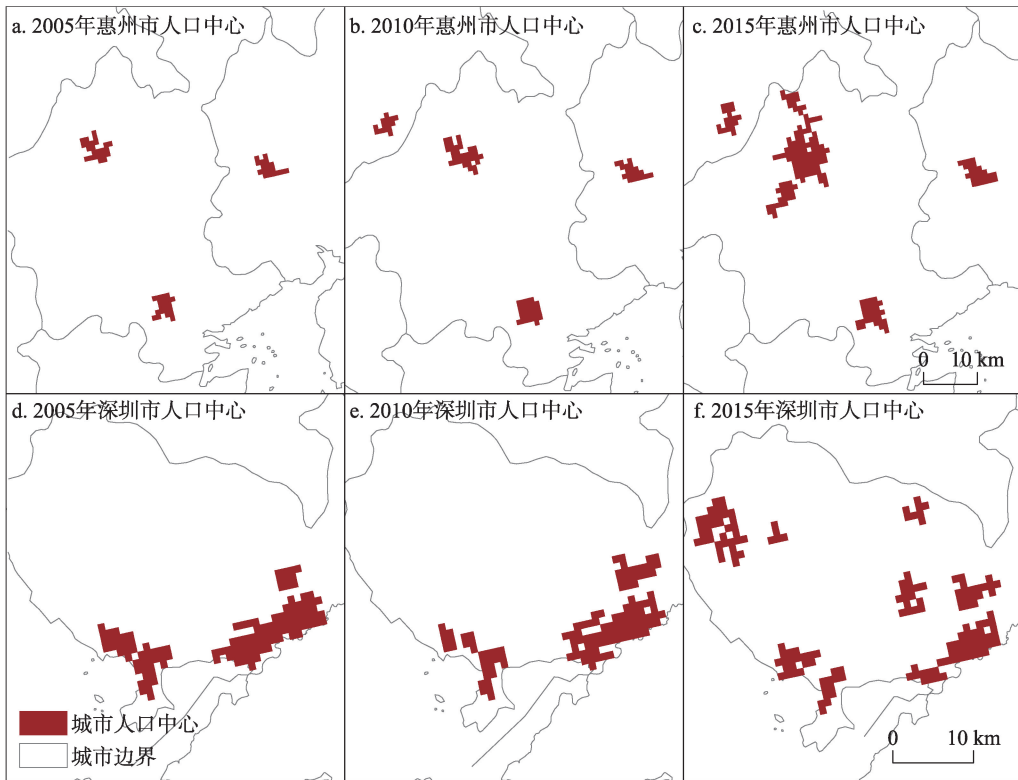 a. 2005年惠州市人口中心
b. 2010年惠州市人口中心
c. 2015年惠州市人口中心
0 10 km
d. 2005年深圳市人口中心
e. 2010年深圳市人口中心
f. 2015年深圳市人口中心
城市人口中心
城市边界
0 10 km